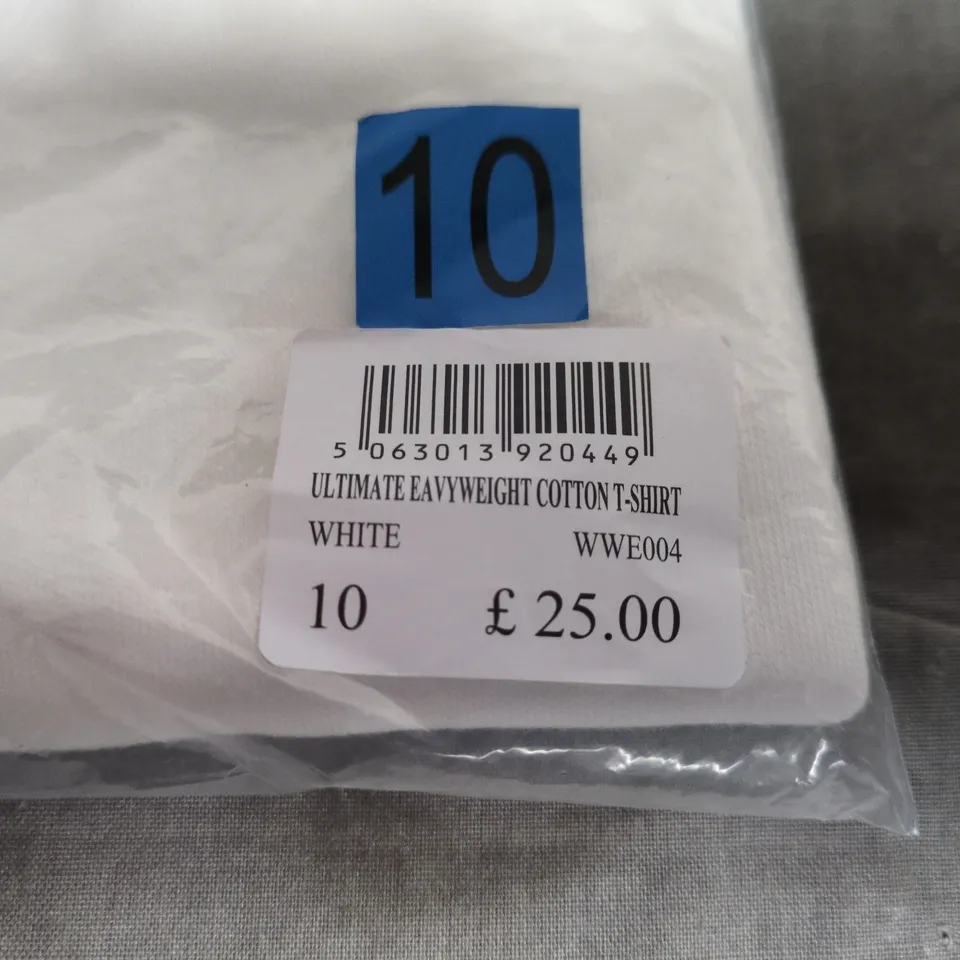 10
5 063013 920449
ULTIMATE EAVYWEIGHT COTTON T-SHIRT
WHITE WWE004
10 £ 25.00